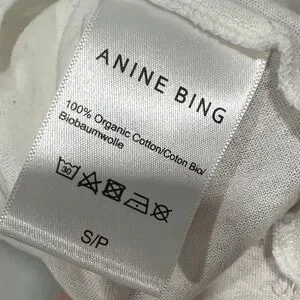 ANINE BING
100% Organic Cotton/Coton Bio/
Biobaumwolle
30
S/P